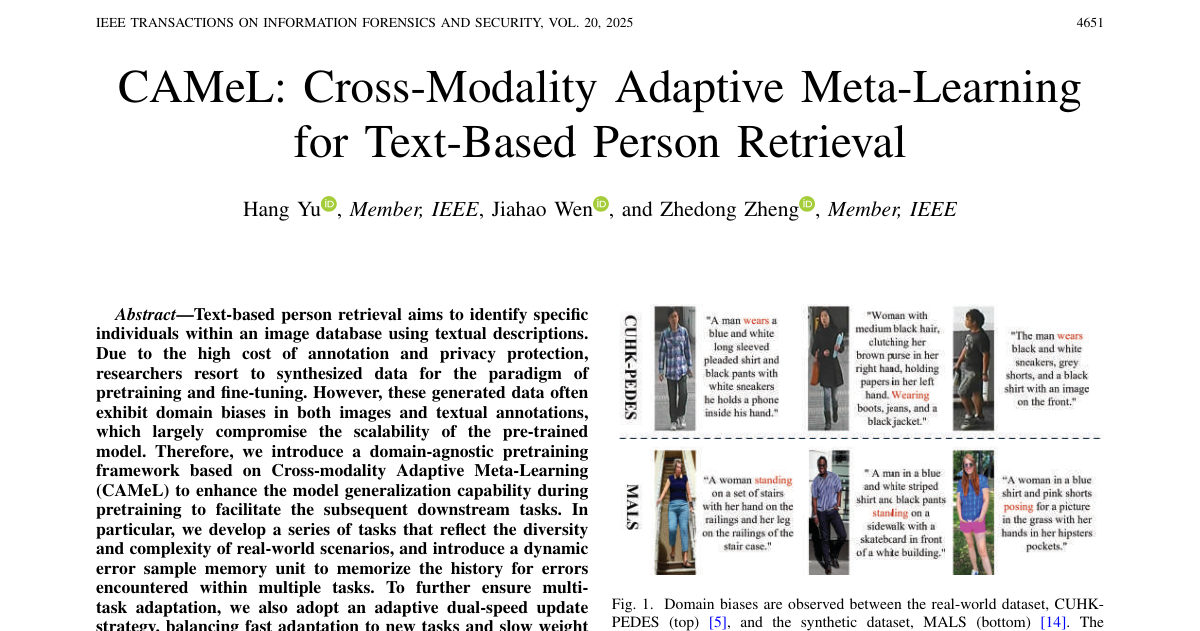 IEEE TRANSACTIONS ON INFORMATION FORENSICS AND SECURITY, VOL. 20, 2025
4651
CAMeL: Cross-Modality Adaptive Meta-Learning
for Text-Based Person Retrieval
Hang Yu iD, Member, IEEE, Jiahao Wen iD, and Zhedong Zheng iD, Member, IEEE
Abstract—Text-based person retrieval aims to identify specific
individuals within an image database using textual descriptions.
Due to the high cost of annotation and privacy protection,
researchers resort to synthesized data for the paradigm of
pretraining and fine-tuning. However, these generated data often
exhibit domain biases in both images and textual annotations,
which largely compromise the scalability of the pre-trained
model. Therefore, we introduce a domain-agnostic pretraining
framework based on Cross-modality Adaptive Meta-Learning
(CAMeL) to enhance the model generalization capability during
pretraining to facilitate the subsequent downstream tasks. In
particular, we develop a series of tasks that reflect the diversity
and complexity of real-world scenarios, and introduce a dynamic
error sample memory unit to memorize the history for errors
encountered within multiple tasks. To further ensure multi-
task adaptation, we also adopt an adaptive dual-speed update
strategy, balancing fast adaptation to new tasks and slow weight
CUHK-PEDES
"A man wears a
blue and white
long sleeved
pleaded shirt and
black pants with
white sneakers
he holds a phone
inside his hand."
"Woman with
medium black hair,
clutching her
brown purse in her
right hand, holding
papers in her left
hand. Wearing
boots, jeans, and a
black jacket."
"The man wears
black and white
sneakers, grey
shorts, and a black
shirt with an image
on the front."
MALS
"A woman standing
on a set of stairs
with her hand on the
railings and her leg
on the railings of the
stair case."
" A man in a blue
and white striped
shirt and black pants
standing on a
sidewalk with a
skateboard in front
of a white building."
"A woman in a blue
shirt and pink shorts
posing for a picture
in the grass with her
hands in her hipsters
pockets."
Fig. 1. Domain biases are observed between the real-world dataset, CUHK-
PEDES (top) [5], and the synthetic dataset, MALS (bottom) [14]. The